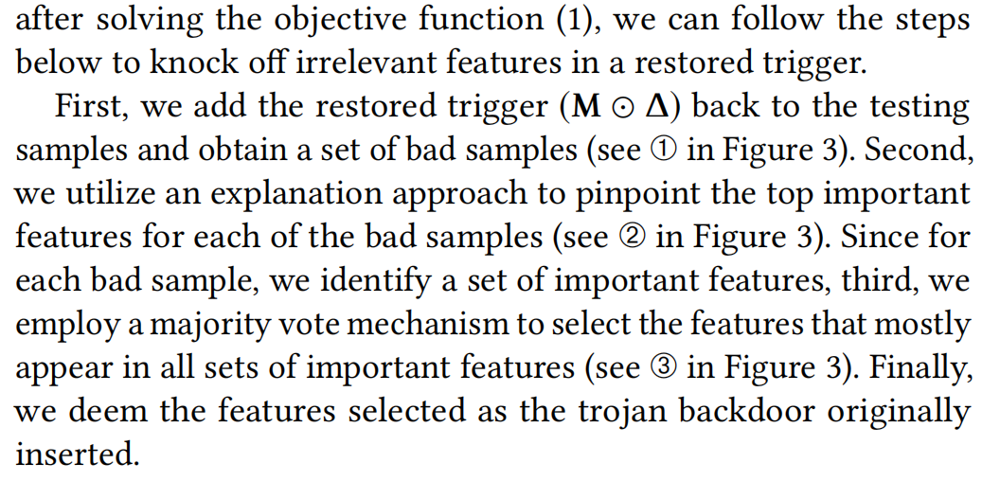 after solving the objective function (1), we can follow the steps
below to knock off irrelevant features in a restored trigger.
First, we add the restored trigger (M ⊙ Δ) back to the testing
samples and obtain a set of bad samples (see ① in Figure 3). Second,
we utilize an explanation approach to pinpoint the top important
features for each of the bad samples (see ② in Figure 3). Since for
each bad sample, we identify a set of important features, third, we
employ a majority vote mechanism to select the features that mostly
appear in all sets of important features (see ③ in Figure 3). Finally,
we deem the features selected as the trojan backdoor originally
inserted.